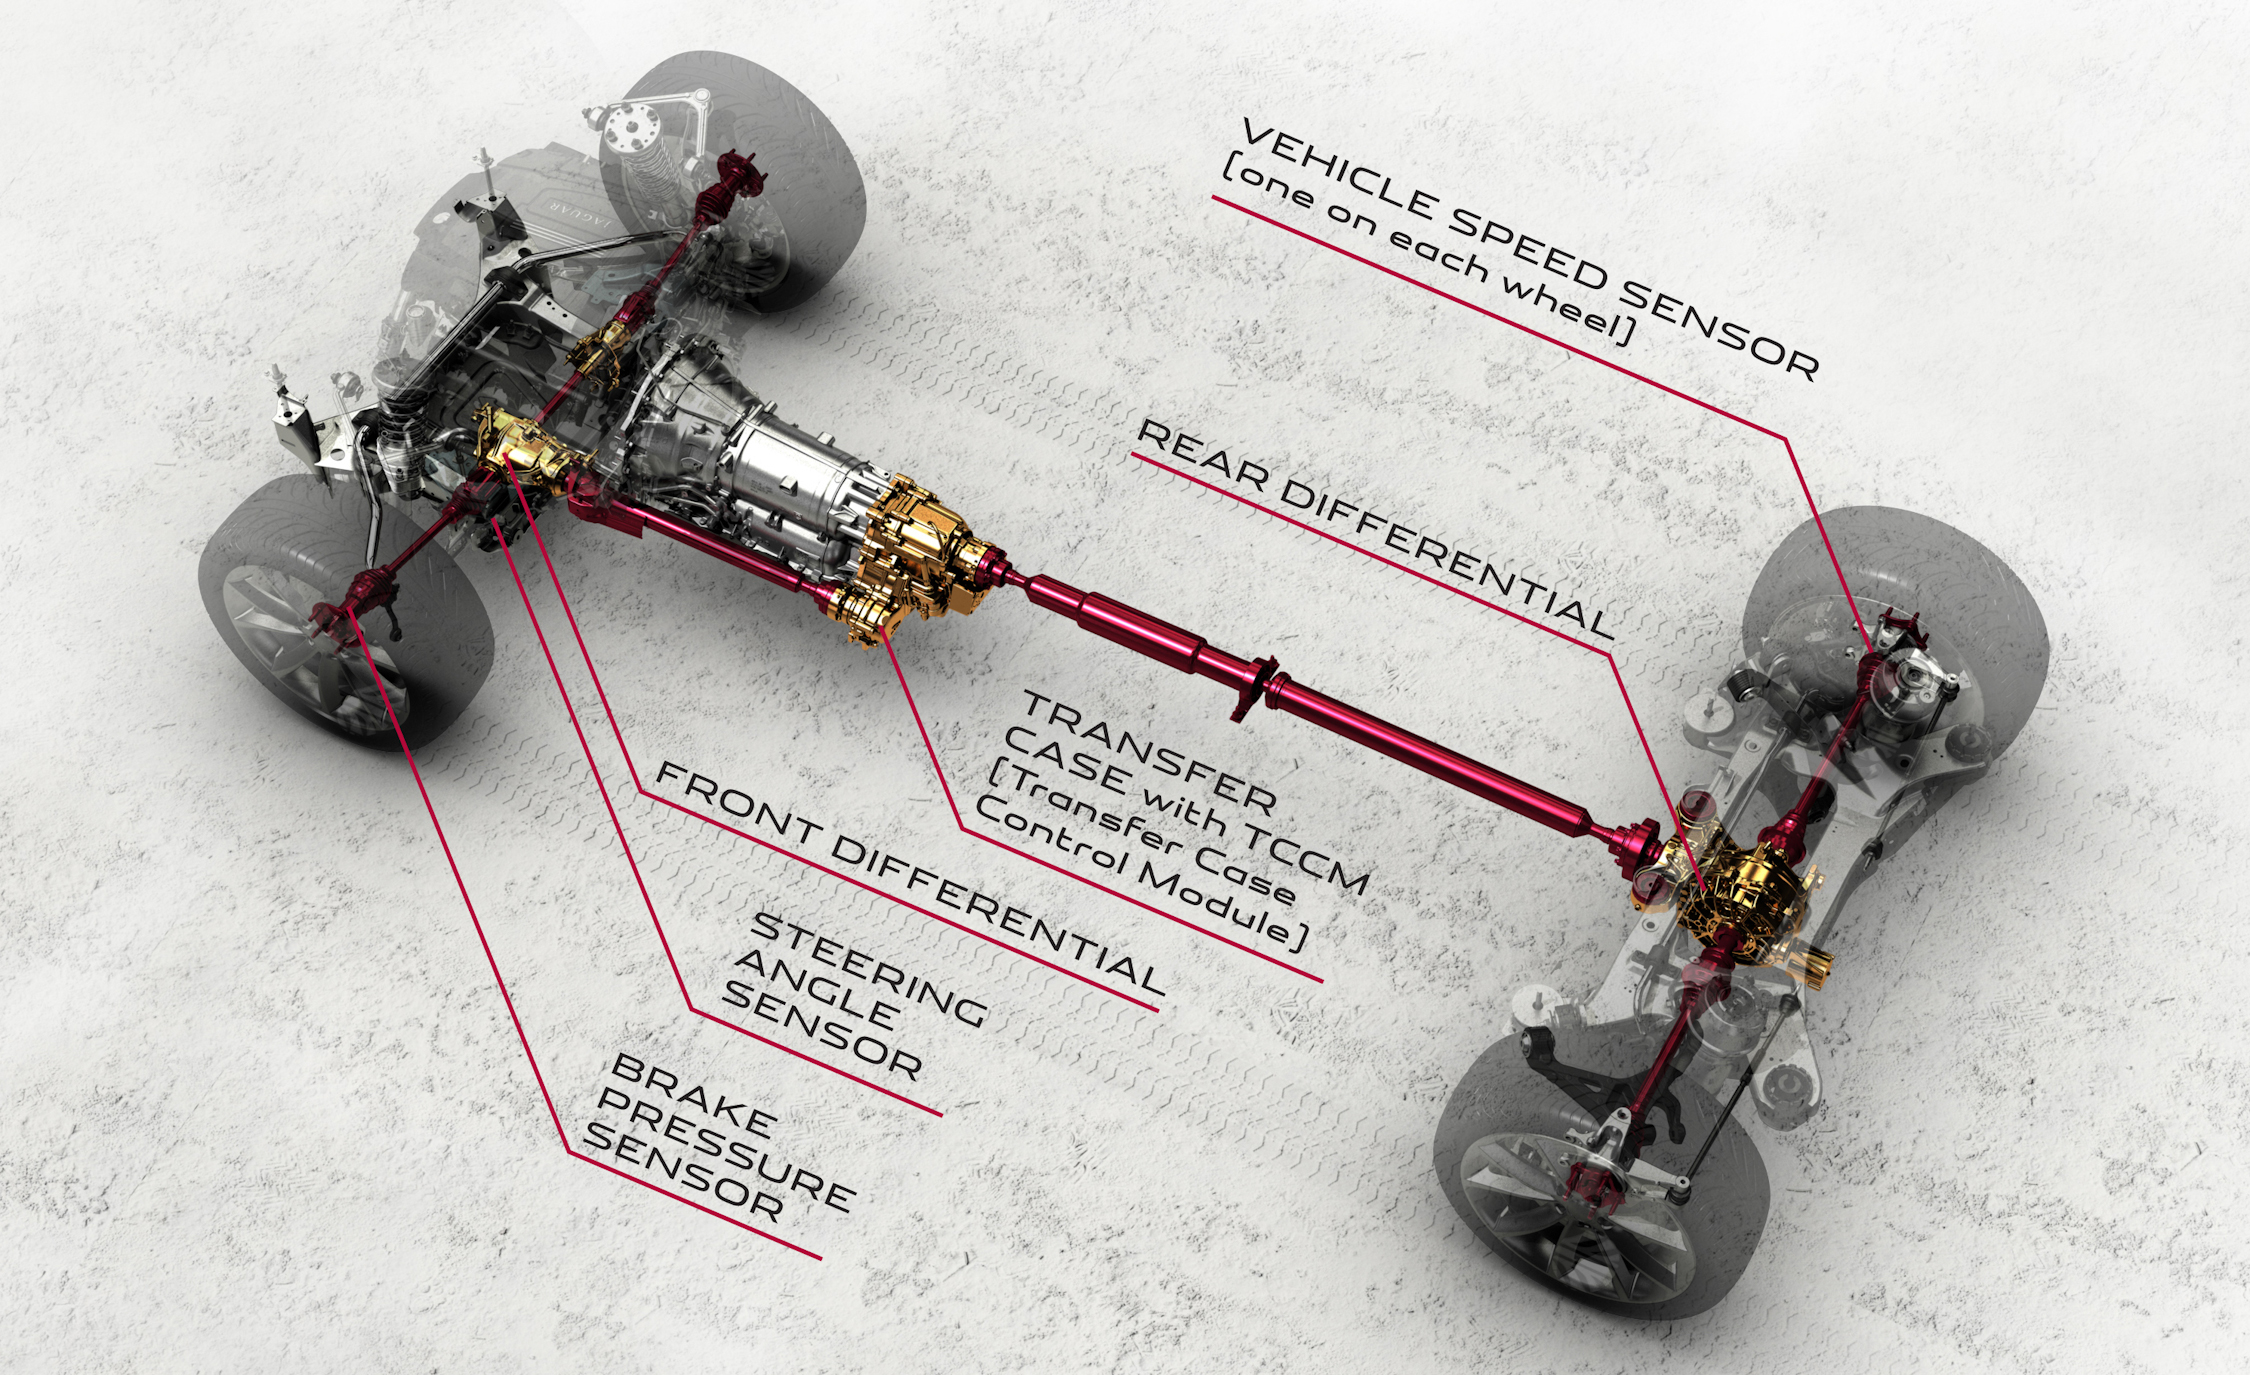 VEHICLE SPEED SENSOR
(one on each wheel)
REAR DIFFERENTIAL
TRANSFER
CASE with TCCM
(Transfer Case
Control Module)
FRONT DIFFERENTIAL
STEERING
ANGLE
SENSOR
BRAKE
PRESSURE
SENSOR
JAGUAR